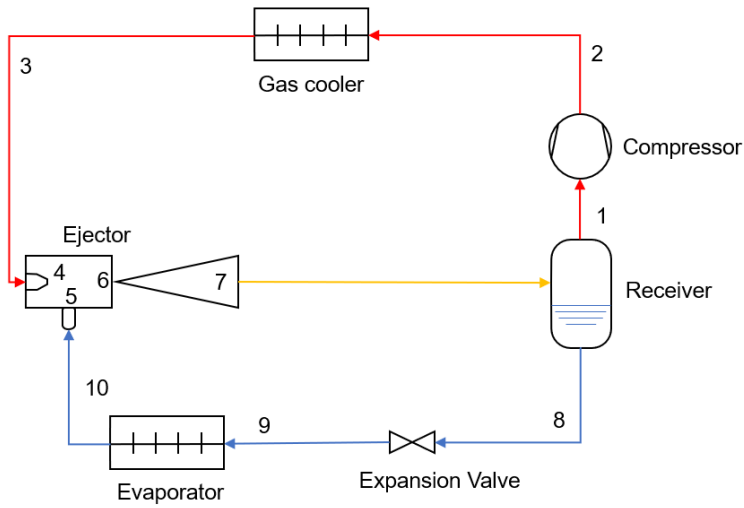 2
3
Gas cooler
Compressor
1
Ejector
4
5
6
7
Receiver
10
9
8
Evaporator
Expansion Valve